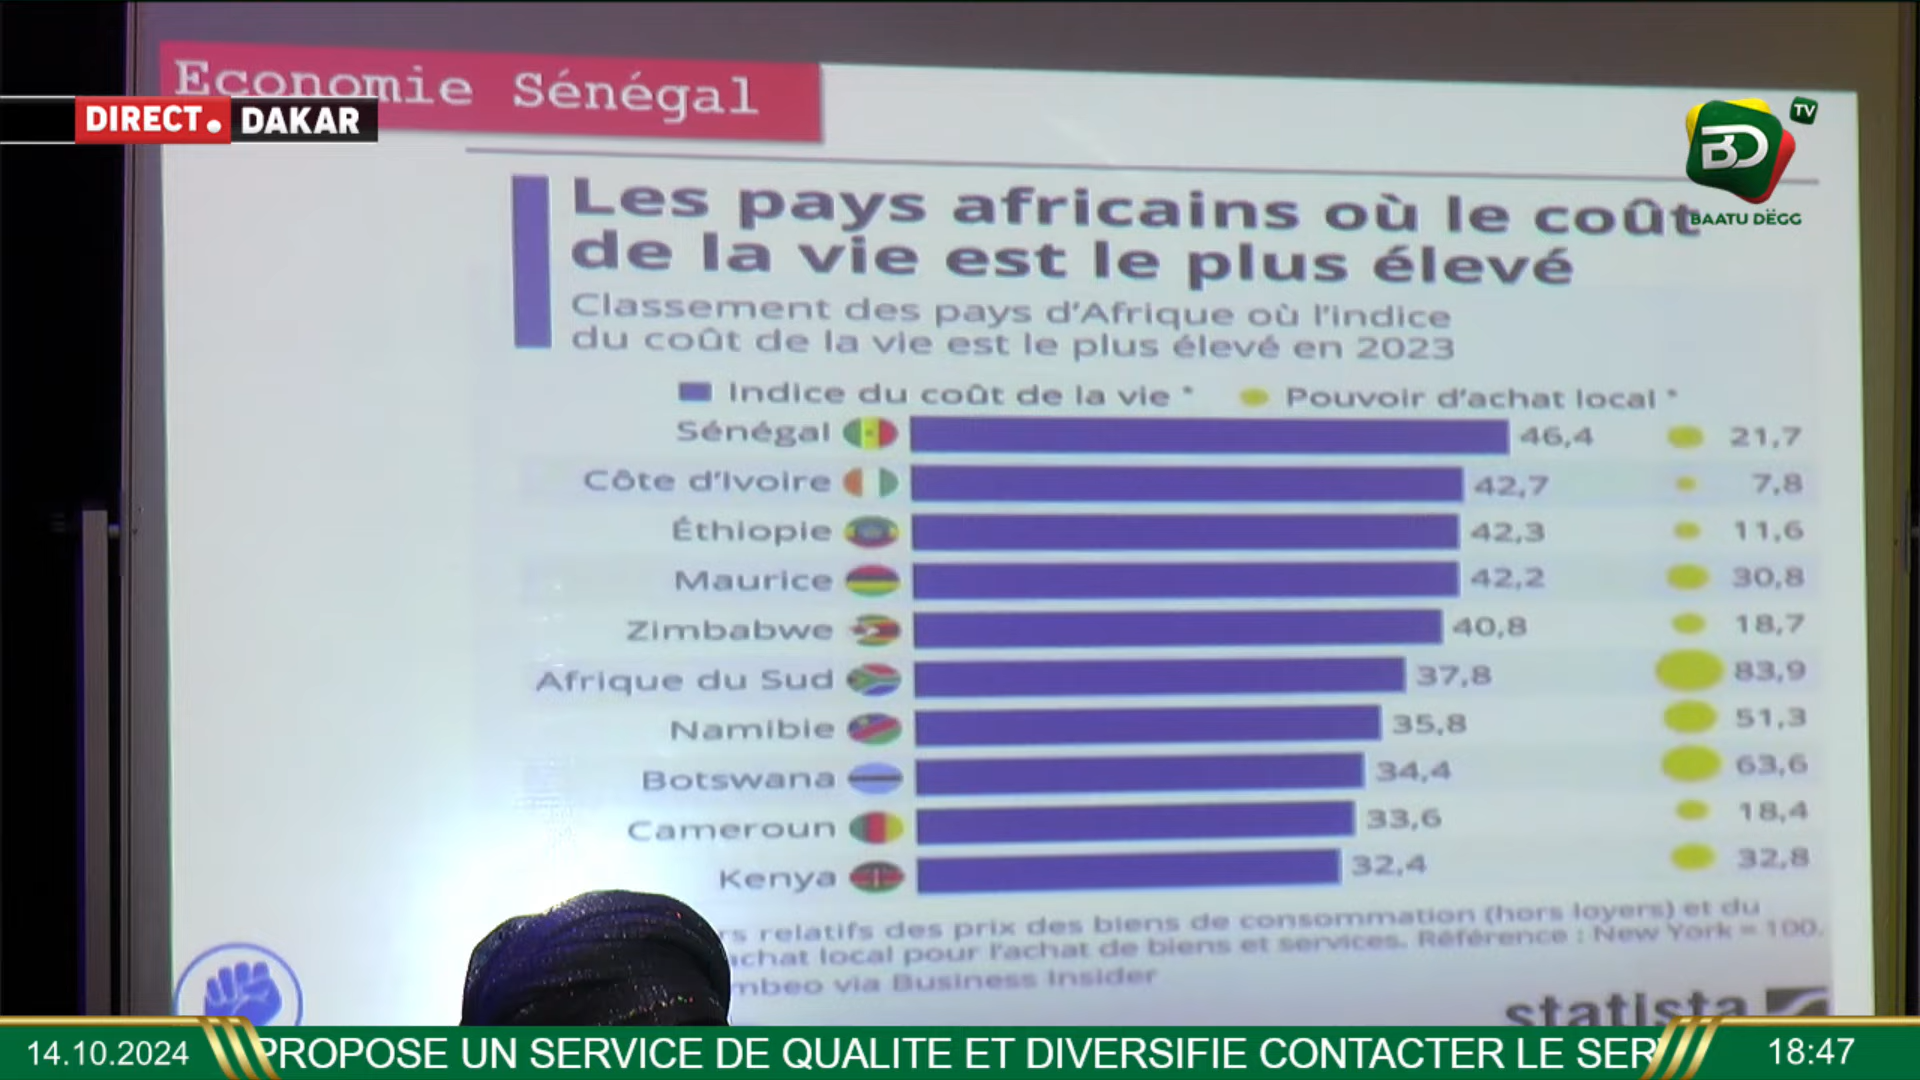 Economie Sénégal
DIRECT. DAKAR
TV
BD
BAATU DËGG
Les pays africains où le coût
de la vie est le plus élevé
Classement des pays d'Afrique où l'indice
du coût de la vie est le plus élevé en 2023
Indice du coût de la vie * Pouvoir d'achat local *
Sénégal 46,4 21,7
Côte d'Ivoire 42,7 7,8
Éthiopie 42,3 11,6
Maurice 42,2 30,8
Zimbabwe 40,8 18,7
Afrique du Sud 37,8 83,9
Namibie 35,8 51,3
Botswana 34,4 63,6
Cameroun 33,6 18,4
Kenya 32,4 32,8
relatifs des prix des biens de consommation (hors loyers) et du
achat local pour l'achat de biens et services. Référence : New York = 100.
mbeo via Business Insider
statista
14.10.2024 PROPOSE UN SERVICE DE QUALITE ET DIVERSIFIE CONTACTER LE SER 18:47